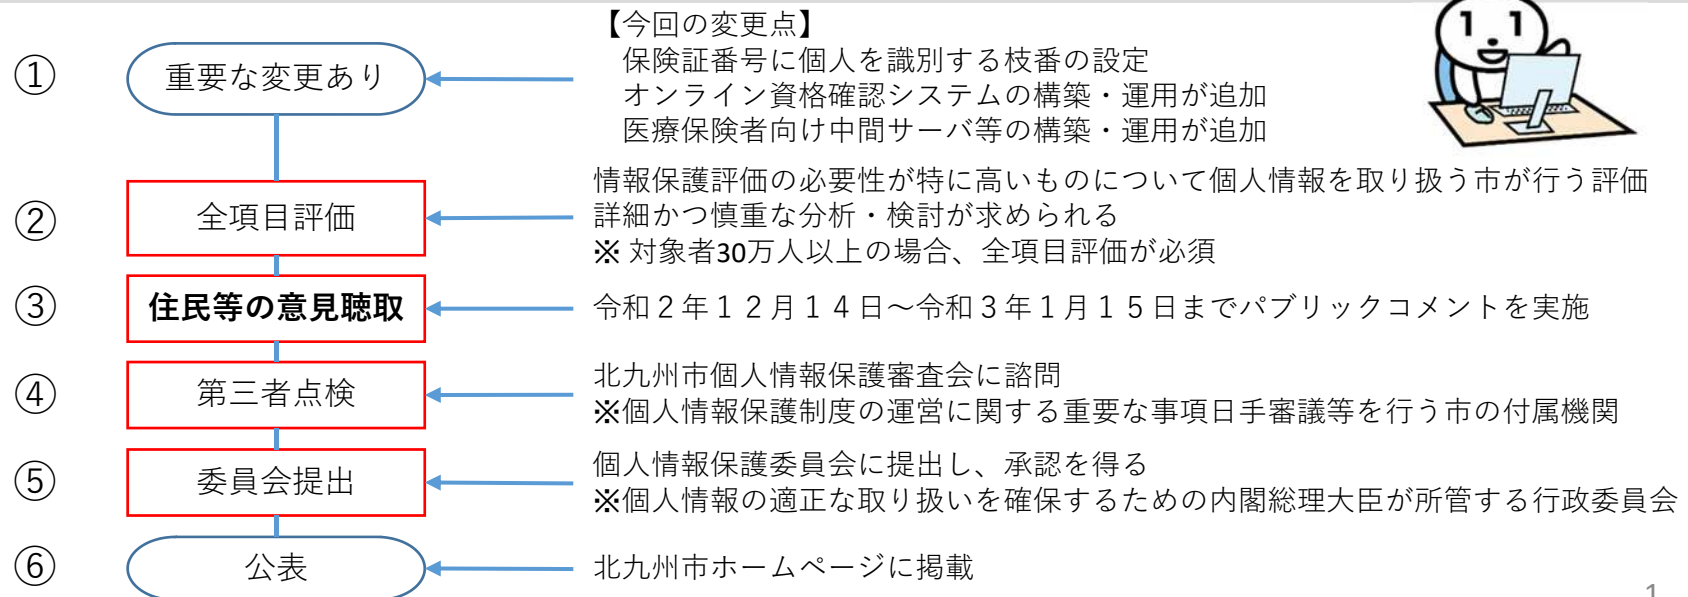 【今回の変更点】
① 重要な変更あり
保険証番号に個人を識別する枝番の設定
オンライン資格確認システムの構築・運用が追加
医療保険者向け中間サーバ等の構築・運用が追加
② 全項目評価
情報保護評価の必要性が特に高いものについて個人情報を取り扱う市が行う評価
詳細かつ慎重な分析・検討が求められる
※ 対象者30万人以上の場合、全項目評価が必須
③ 住民等の意見聴取
令和２年１２月１４日～令和３年１月１５日までパブリックコメントを実施
④ 第三者点検
北九州市個人情報保護審査会に諮問
※個人情報保護制度の運営に関する重要な事項日手審議等を行う市の付属機関
⑤ 委員会提出
個人情報保護委員会に提出し、承認を得る
※個人情報の適正な取り扱いを確保するための内閣総理大臣が所管する行政委員会
⑥ 公表
北九州市ホームページに掲載
1